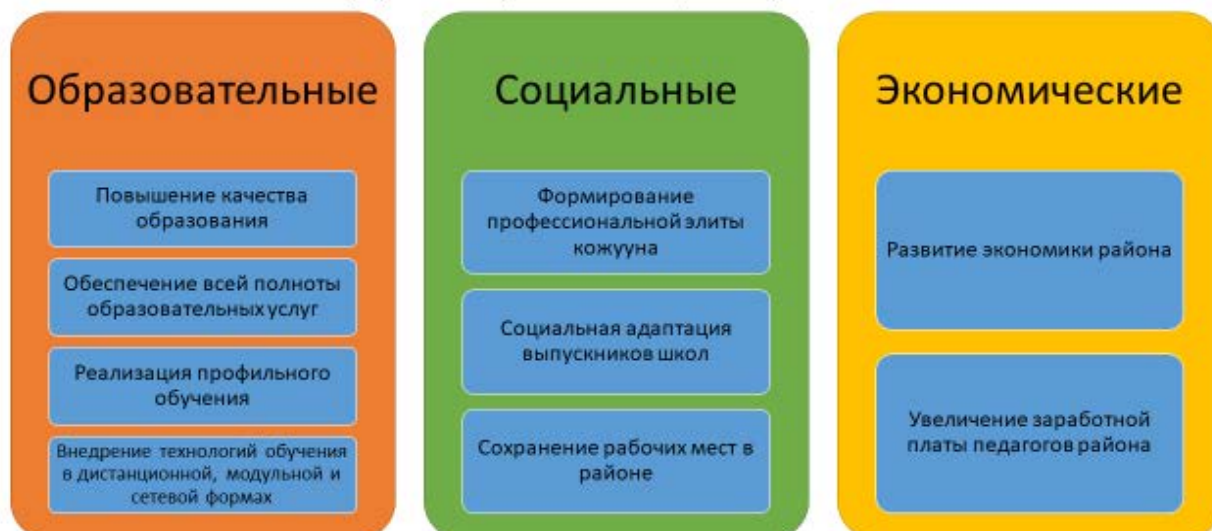 Образовательные
Повышение качества
образования
Обеспечение всей полноты
образовательных услуг
Реализация профильного
обучения
Внедрение технологий обучения
в дистанционной, модульной и
сетевой формах
Социальные
Формирование
профессиональной элиты
кожууна
Социальная адаптация
выпускников школ
Сохранение рабочих мест в
районе
Экономические
Развитие экономики района
Увеличение заработной
платы педагогов района